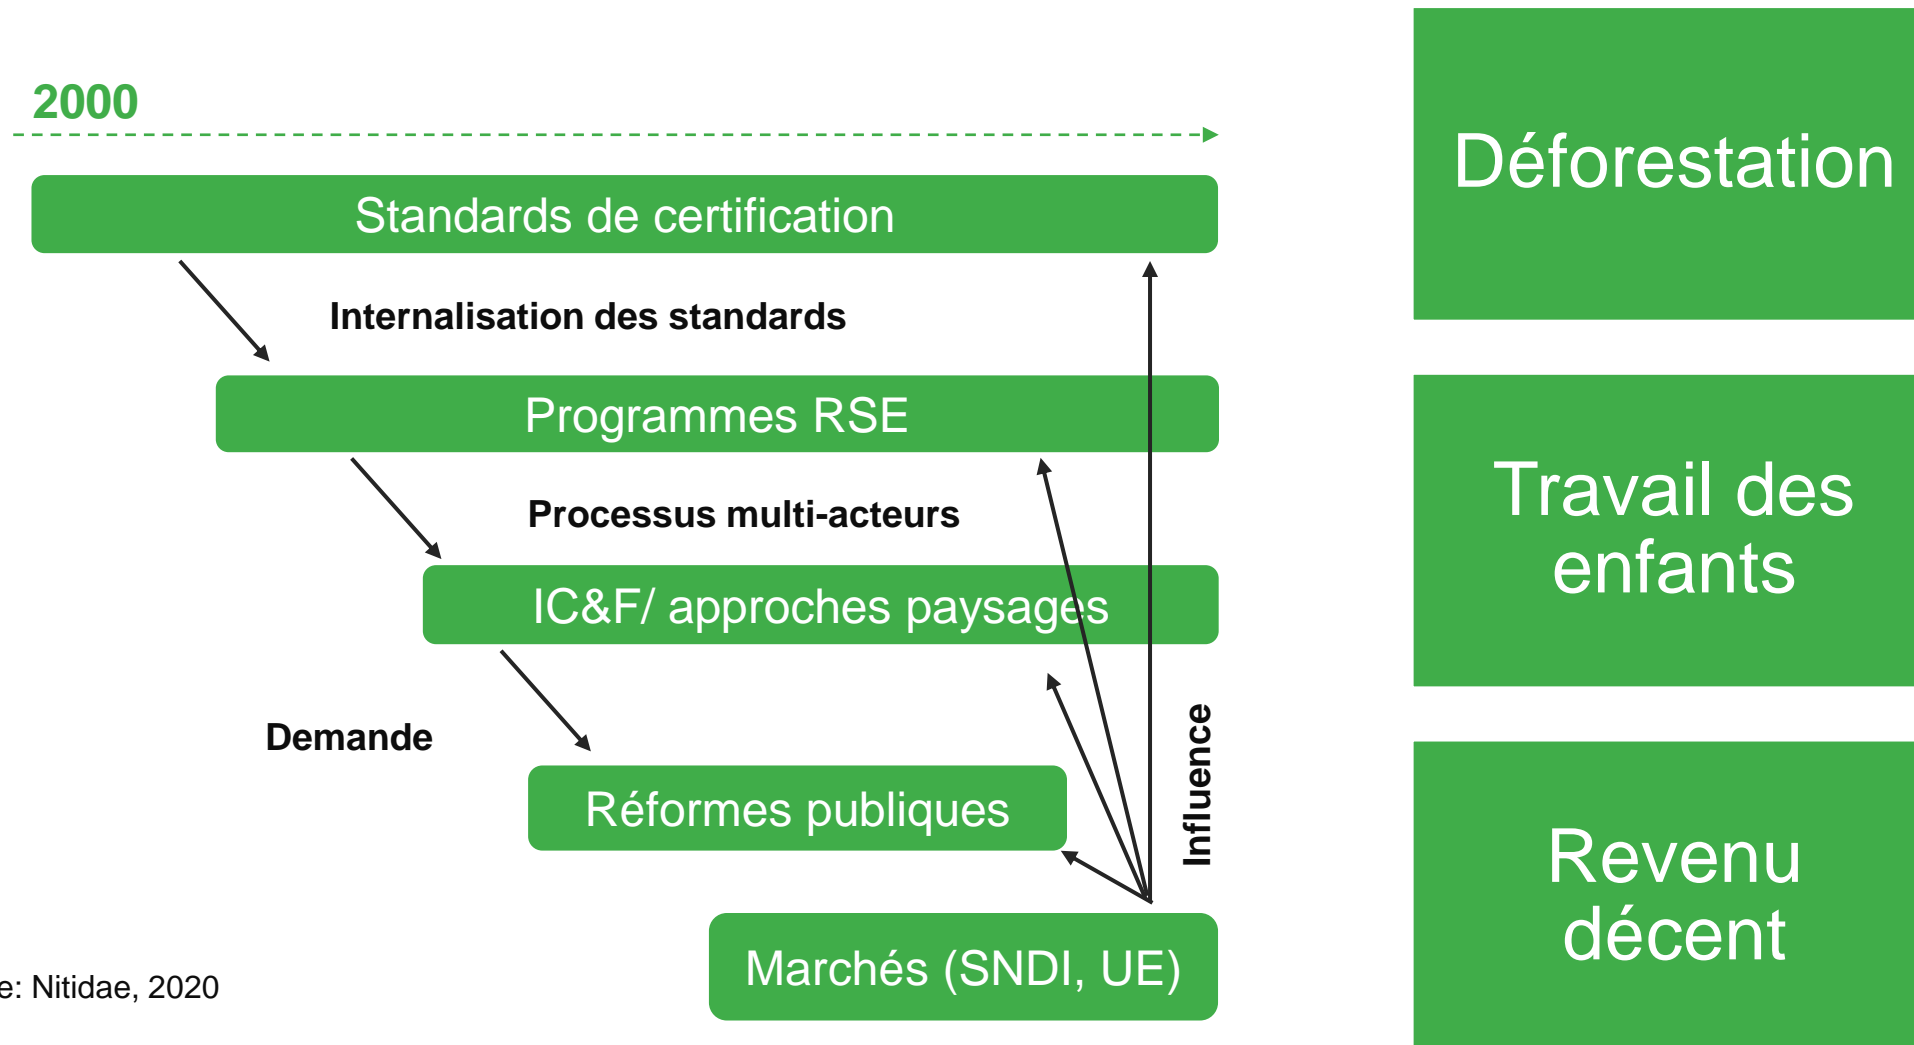 2000
Standards de certification
Internalisation des standards
Programmes RSE
Processus multi-acteurs
IC&F/ approches paysages
Demande
Influence
Réformes publiques
Marchés (SNDI, UE)
e: Nitidae, 2020
Déforestation
Travail des
enfants
Revenu
décent